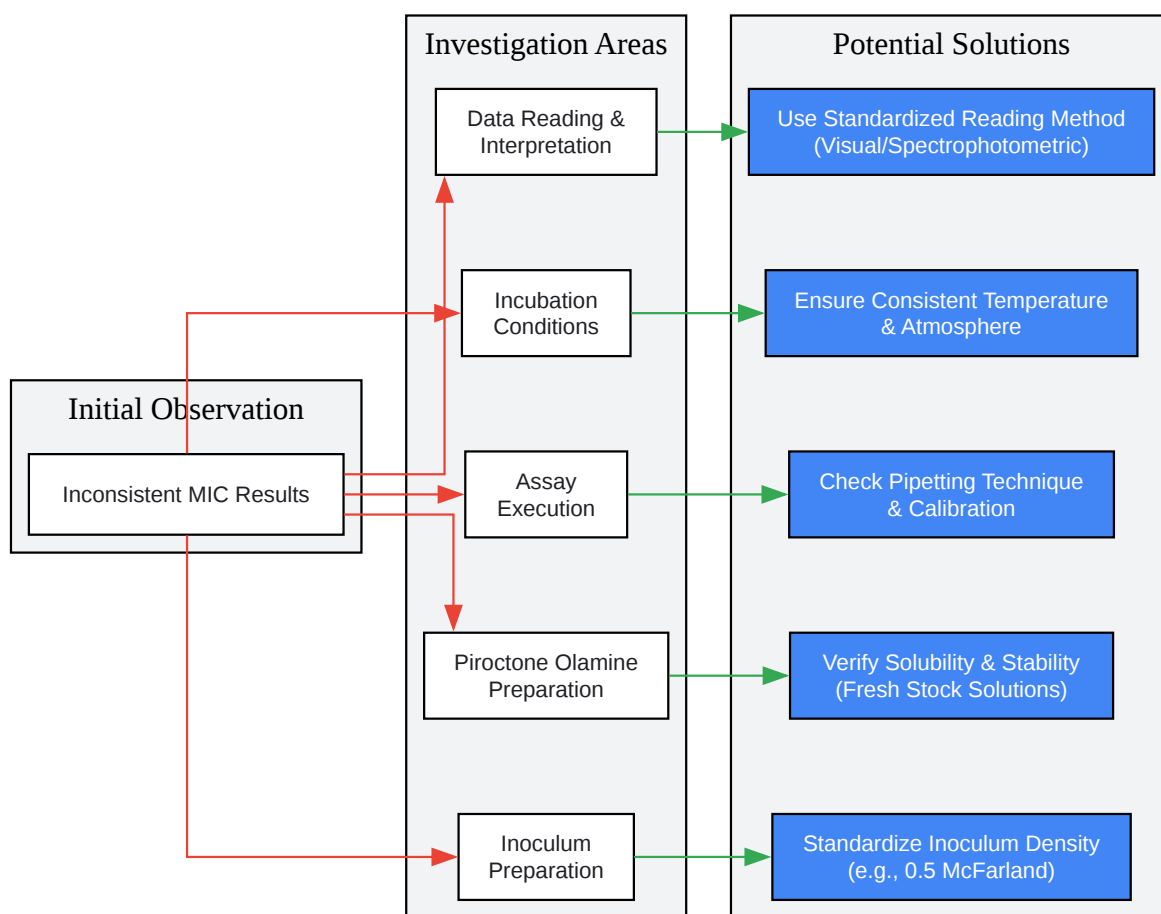 Investigation Areas
Potential Solutions
Data Reading &
Interpretation
Use Standardized Reading Method
(Visual/Spectrophotometric)
Incubation
Conditions
Ensure Consistent Temperature
& Atmosphere
Initial Observation
Inconsistent MIC Results
Assay
Execution
Check Pipetting Technique
& Calibration
Piroctone Olamine
Preparation
Verify Solubility & Stability
(Fresh Stock Solutions)
Inoculum
Preparation
Standardize Inoculum Density
(e.g., 0.5 McFarland)